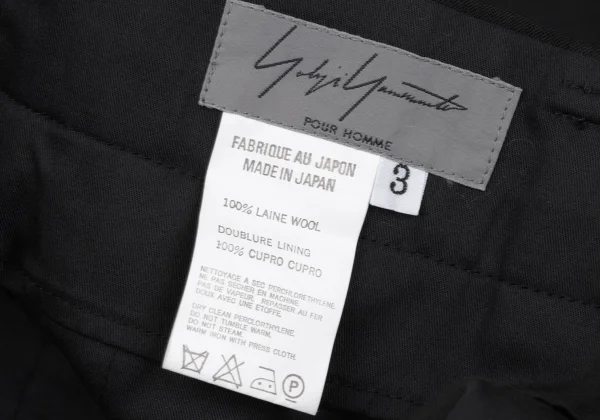 Yohji Yamamoto
POUR HOMME
3
FABRIQUE AU JAPON
MADE IN JAPAN
100% LAINE WOOL
DOUBLURE LINING
100% CUPRO CUPRO
NETTOYAGE A SEC PERCHLORETHYLENE.
NE PAS SECHER EN MACHINE.
PAS DE VAPEUR. REPASSER AU FER
DOUX AVEC UNE ETOFFE.
DRY CLEAN PERCLORTHYLENE.
DO NOT TUMBLE WARM.
DO NOT STEAM.
WARM IRON WITH PRESS CLOTH.
P